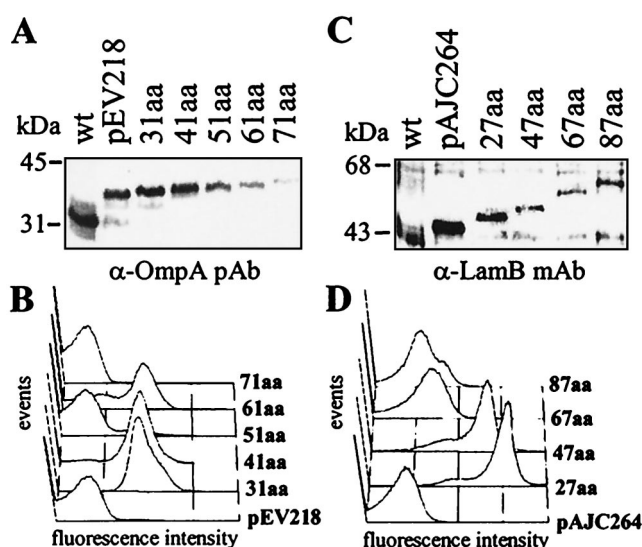 A
kDa
wt
pEV218
31aa
41aa
51aa
61aa
71aa
45
31
α-OmpA pAb
C
kDa
wt
pAJC264
27aa
47aa
67aa
87aa
68
43
α-LamB mAb
B
events
71aa
61aa
51aa
41aa
31aa
pEV218
fluorescence intensity
D
events
87aa
67aa
47aa
27aa
pAJC264
fluorescence intensity